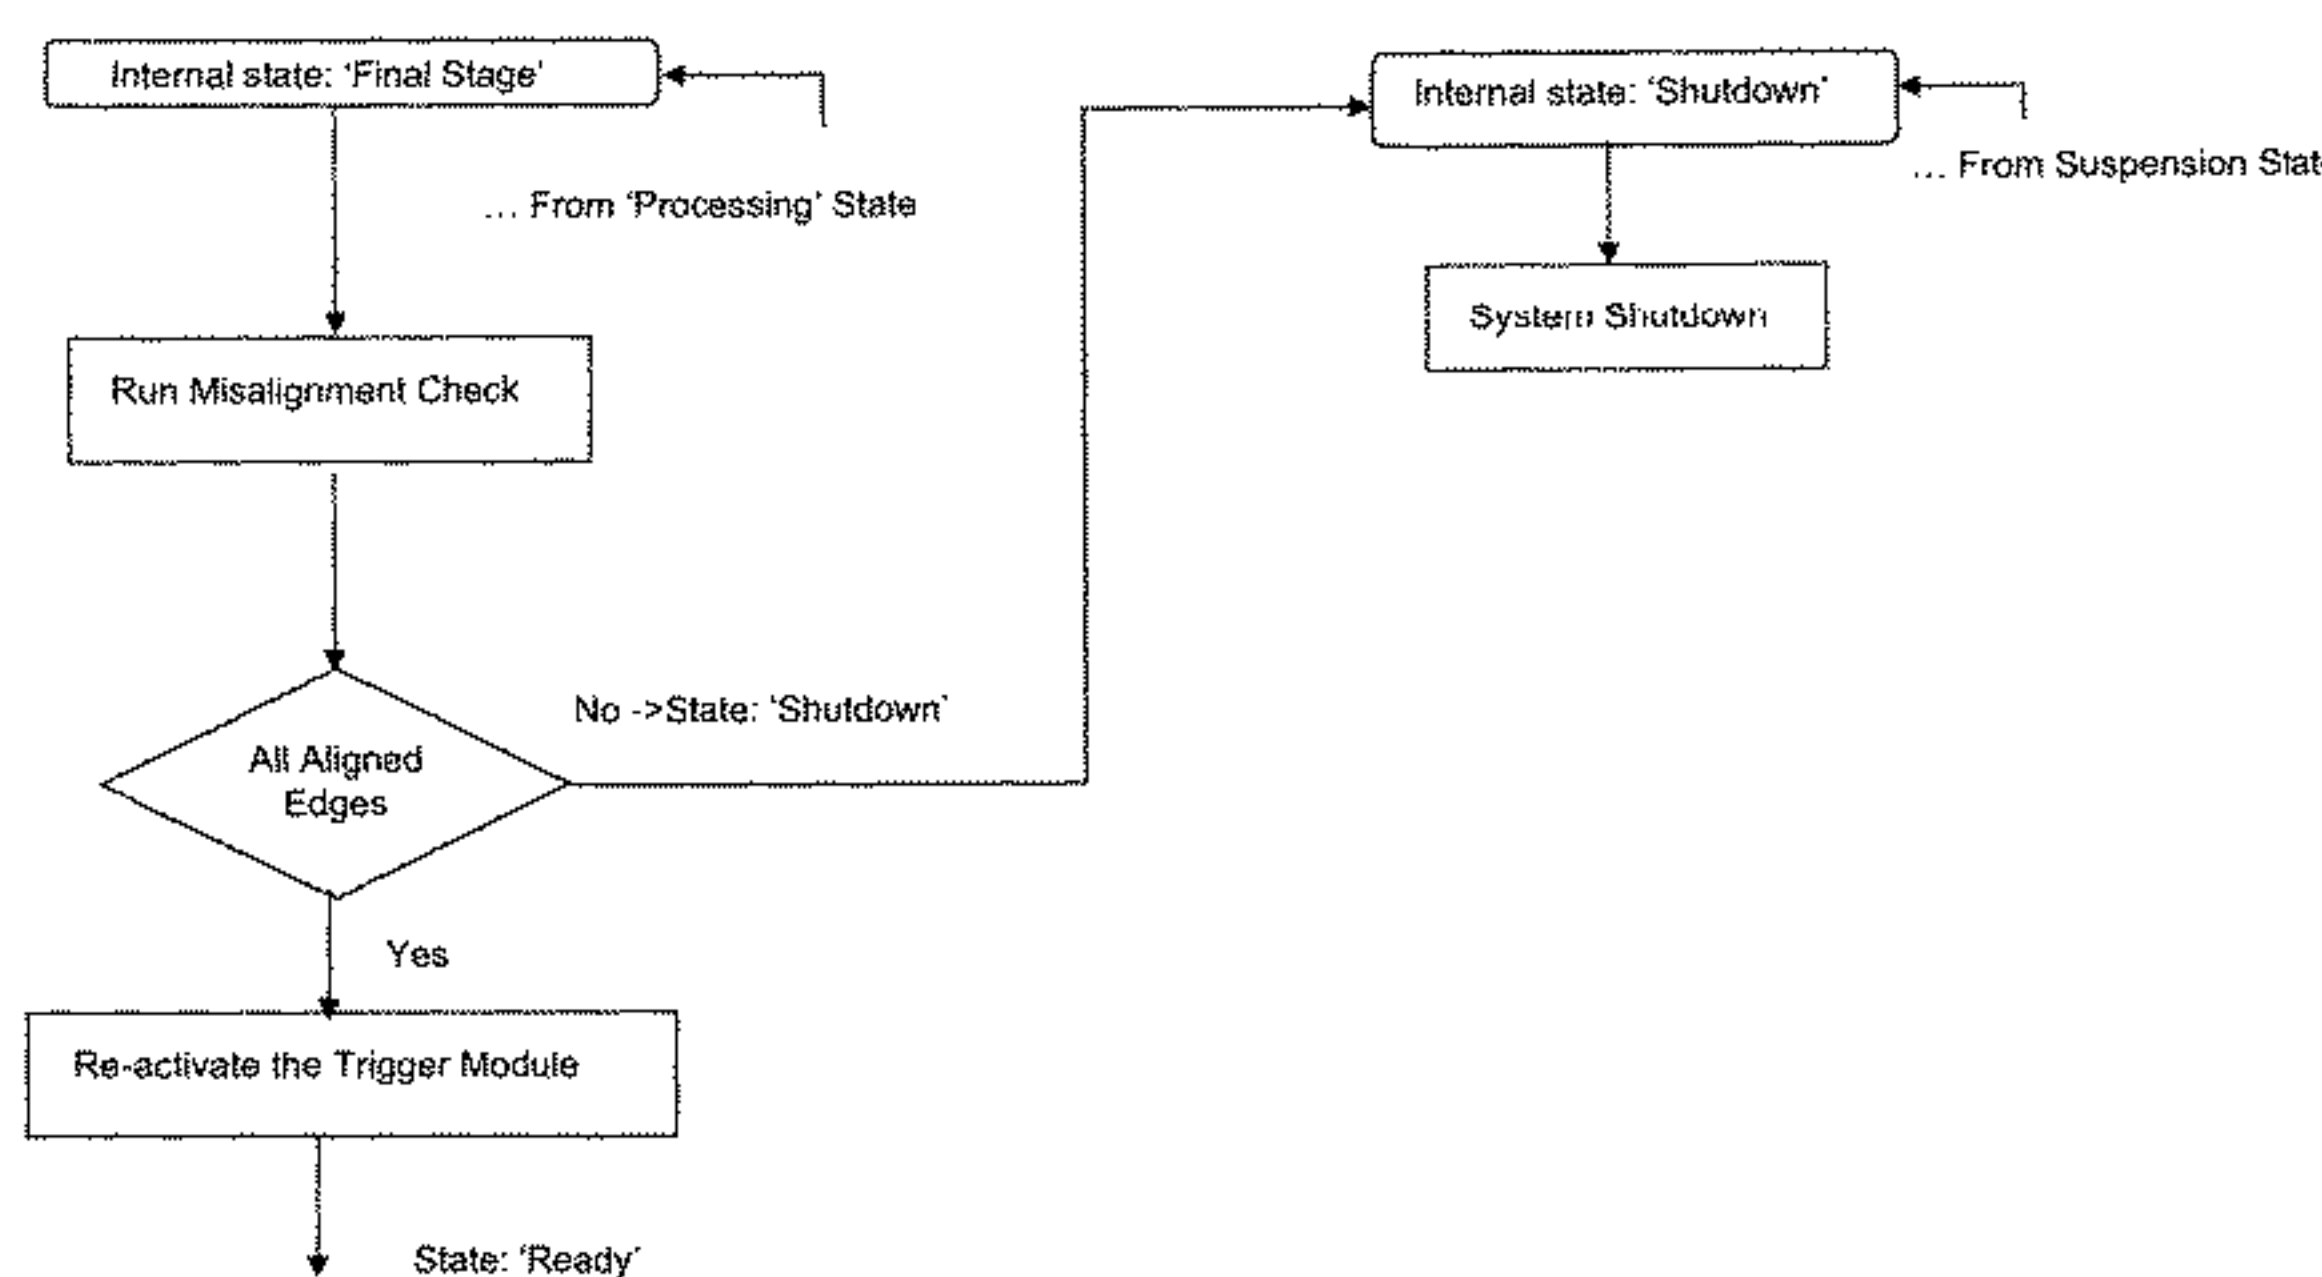 Internal state: ‘Final Stage’
... From ‘Processing’ State
Run Misalignment Check
All Aligned
Edges
No ->State: ‘Shutdown’
Yes
Re-activate the Trigger Module
State: ‘Ready’
Internal state: ‘Shutdown’
... From Suspension Stat
System Shutdown